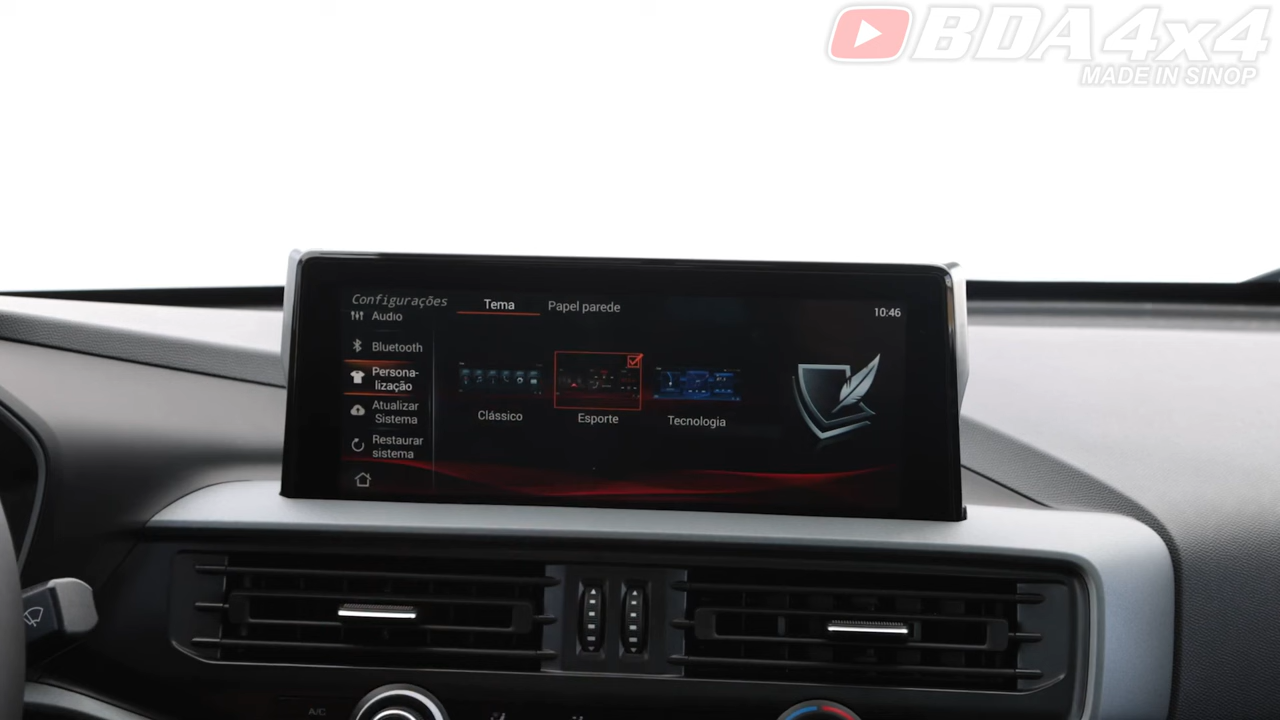 BDA4x4
MADE IN SINOP
Configurações
Tema
Papel parede
10:46
Audio
Bluetooth
Persona-
lização
Atualizar
Sistema
Restaurar
sistema
Clássico
Esporte
Tecnologia
A/C